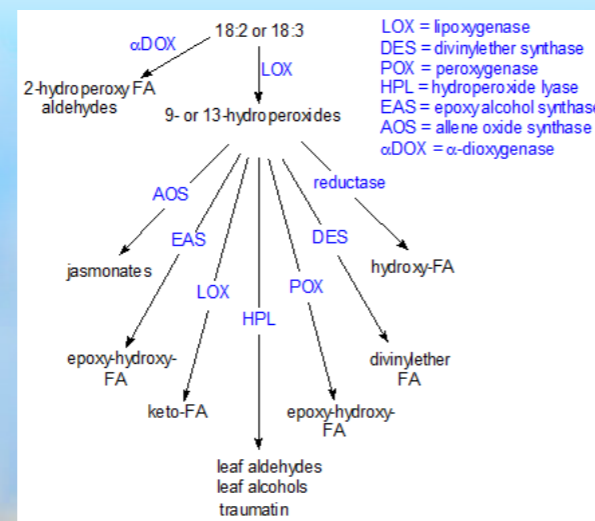 18:2 or 18:3
αDOX
LOX
2-hydroperoxy FA
aldehydes
9- or 13-hydroperoxides
LOX = lipoxygenase
DES = divinylether synthase
POX = peroxygenase
HPL = hydroperoxide lyase
EAS = epoxyalcohol synthase
AOS = allene oxide synthase
αDOX = α-dioxygenase
reductase
AOS
EAS
DES
LOX
POX
HPL
jasmonates
hydroxy-FA
epoxy-hydroxy-
FA
divinylether
FA
keto-FA
epoxy-hydroxy-
FA
leaf aldehydes
leaf alcohols
traumatin